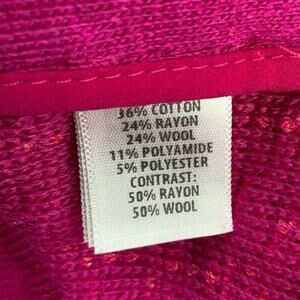 36% COTTON
24% RAYON
24% WOOL
11% POLYAMIDE
5% POLYESTER
CONTRAST:
50% RAYON
50% WOOL